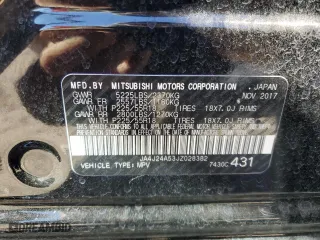 MFD. BY MITSUBISHI MOTORS CORPORATION, JAPAN
GVWR 5225LBS/2370KG NOV.2017
GAWR FR 2557LBS/1160KG
WITH P225/55R18 TIRES 18X7.0J RIMS
GAWR RR 2800LBS/1270KG
WITH P225/55R18 TIRES 18X7.0J RIMS
JA4J24A53JZ028382
VEHICLE TYPE: MPV 7430C 431